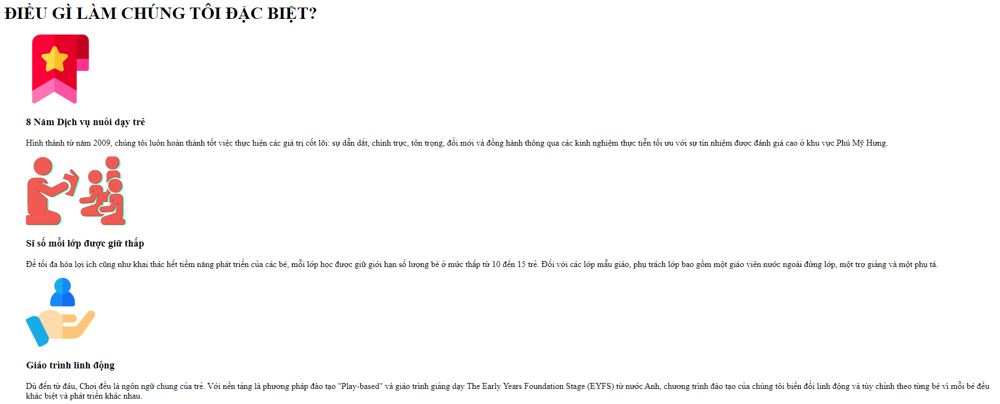 ĐIỀU GÌ LÀM CHÚNG TÔI ĐẶC BIỆT?
8 Năm Dịch vụ nuôi dạy trẻ
Hình thành từ năm 2009, chúng tôi luôn hoàn thành tốt việc thực hiện các giá trị cốt lõi: sự dẫn dắt, chính trực, tôn trọng, đổi mới và đồng hành thông qua các kinh nghiệm thực tiễn tối ưu với sự tín nhiệm được đánh giá cao ở khu vực Phú Mỹ Hưng.
Sĩ số mỗi lớp được giữ thấp
Để tối đa hóa lợi ích cũng như khai thác hết tiềm năng phát triển của các bé, mỗi lớp học được giữ giới hạn số lượng bé ở mức thấp từ 10 đến 15 trẻ. Đối với các lớp mẫu giáo, phụ trách lớp bao gồm một giáo viên nước ngoài đứng lớp, một trợ giảng và một phụ tá.
Giáo trình linh động
Dù đến từ đâu, Chơi đều là ngôn ngữ chung của trẻ. Với nền tảng là phương pháp đào tạo "Play-based" và giáo trình giảng dạy The Early Years Foundation Stage (EYFS) từ nước Anh, chương trình đào tạo của chúng tôi biến đổi linh động và tùy chỉnh theo từng bé vì mỗi bé đều
khác biệt và phát triển khác nhau.